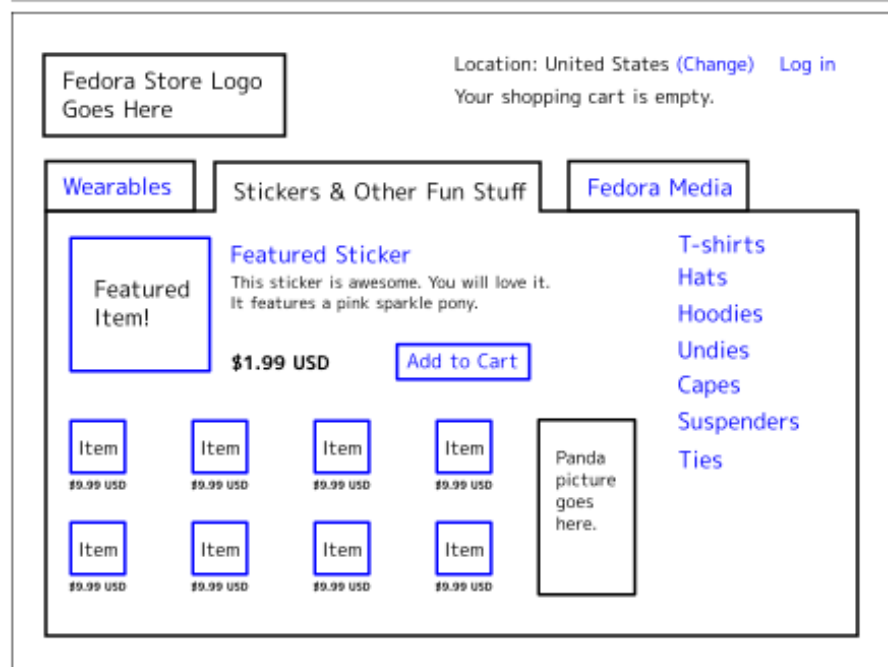 Fedora Store Logo
Goes Here
Location: United States (Change) Log in
Your shopping cart is empty.
Wearables
Stickers & Other Fun Stuff
Fedora Media
Featured
Item!
Featured Sticker
This sticker is awesome. You will love it.
It features a pink sparkle pony.
$1.99 USD
Add to Cart
T-shirts
Hats
Hoodies
Undies
Capes
Suspenders
Ties
Item Item Item Item
$9.99 USD $9.99 USD $9.99 USD $9.99 USD
Item Item Item Item
$9.99 USD $9.99 USD $9.99 USD $9.99 USD
Panda
picture
goes
here.